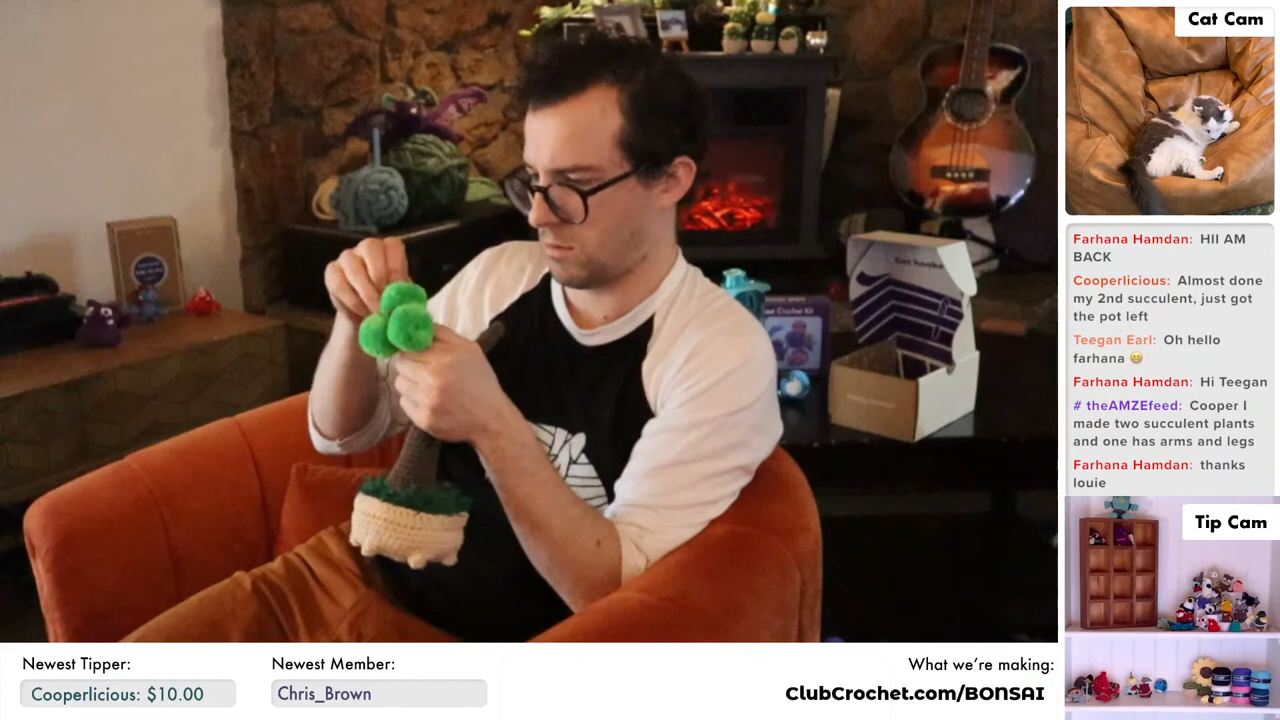 Cat Cam
Farhana Hamdan: HII AM
BACK
Cooperlicious: Almost done
my 2nd succulent, just got
the pot left
Teegan Earl: Oh hello
farhana 😁
Farhana Hamdan: Hi Teegan
# theAMZEfeed: Cooper I
made two succulent plants
and one has arms and legs
Farhana Hamdan: thanks
louie
Tip Cam
Newest Tipper:
Cooperlicious: $10.00
Newest Member:
Chris_Brown
What we're making:
ClubCrochet.com/BONSAI
Crochet Kit